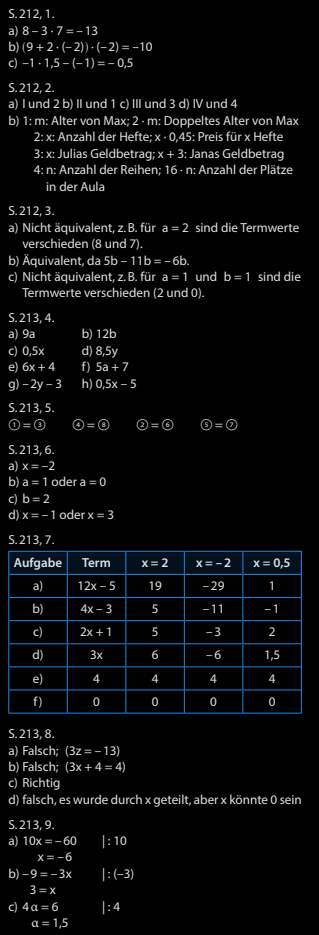 S. 212, 1.
a) 8 – 3 · 7 = – 13
b) (9 + 2 · (– 2)) · (– 2) = –10
c) –1 · 1,5 – (– 1) = – 0,5
S. 212, 2.
a) I und 2 b) II und 1 c) III und 3 d) IV und 4
b) 1: m: Alter von Max; 2 · m: Doppeltes Alter von Max
2: x: Anzahl der Hefte; x · 0,45: Preis für x Hefte
3: x: Julias Geldbetrag; x + 3: Janas Geldbetrag
4: n: Anzahl der Reihen; 16 · n: Anzahl der Plätze
in der Aula
S. 212, 3.
a) Nicht äquivalent, z. B. für a = 2 sind die Termwerte
verschieden (8 und 7).
b) Äquivalent, da 5b – 11b = – 6b.
c) Nicht äquivalent, z. B. für a = 1 und b = 1 sind die
Termwerte verschieden (2 und 0).
S. 213, 4.
a) 9a b) 12b
c) 0,5x d) 8,5y
e) 6x + 4 f) 5a + 7
g) – 2y – 3 h) 0,5x – 5
S. 213, 5.
① = ③ ④ = ⑧ ② = ⑥ ⑤ = ⑦
S. 213, 6.
a) x = –2
b) a = 1 oder a = 0
c) b = 2
d) x = – 1 oder x = 3
S. 213, 7.
Aufgabe Term x = 2 x = – 2 x = 0,5
a) 12x – 5 19 –29 1
b) 4x – 3 5 –11 –1
c) 2x + 1 5 –3 2
d) 3x 6 –6 1,5
e) 4 4 4 4
f) 0 0 0 0
S. 213, 8.
a) Falsch; (3z = – 13)
b) Falsch; (3x + 4 = 4)
c) Richtig
d) falsch, es wurde durch x geteilt, aber x könnte 0 sein
S. 213, 9.
a) 10x = – 60 | : 10
x = – 6
b) – 9 = – 3x | : (–3)
3 = x
c) 4α = 6 | : 4
α = 1,5